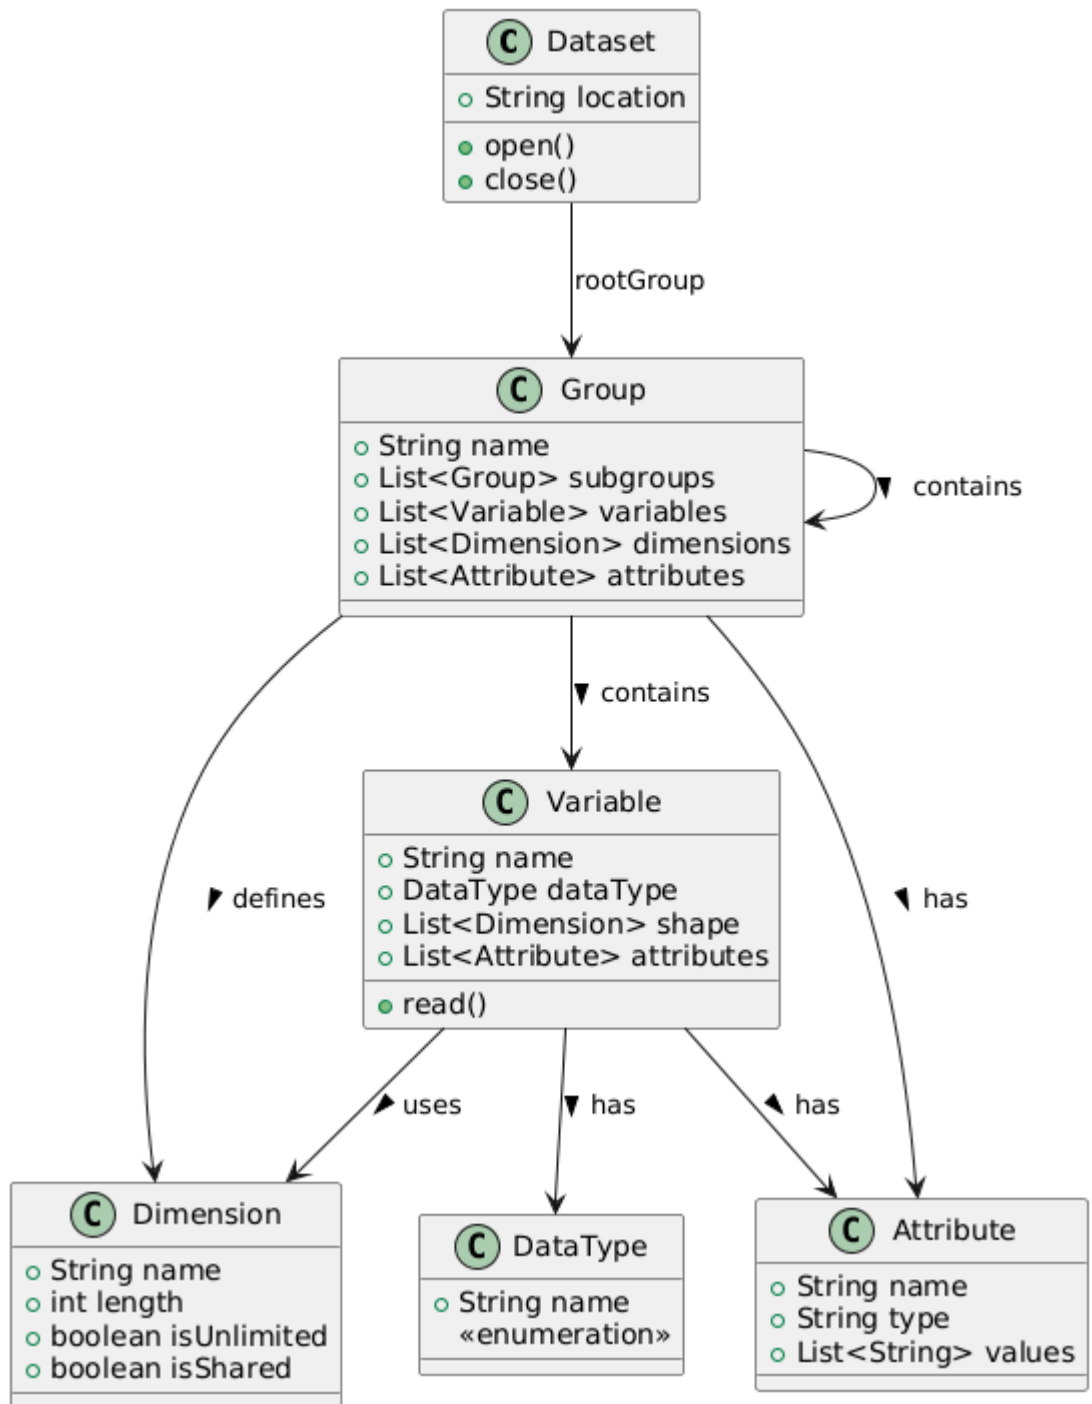 C Dataset
String location
open()
close()
rootGroup
C Group
String name
List<Group> subgroups
List<Variable> variables
List<Dimension> dimensions
List<Attribute> attributes
contains
contains
C Variable
String name
DataType dataType
List<Dimension> shape
List<Attribute> attributes
read()
defines
has
uses
has
has
C Dimension
String name
int length
boolean isUnlimited
boolean isShared
C DataType
String name
«enumeration»
C Attribute
String name
String type
List<String> values